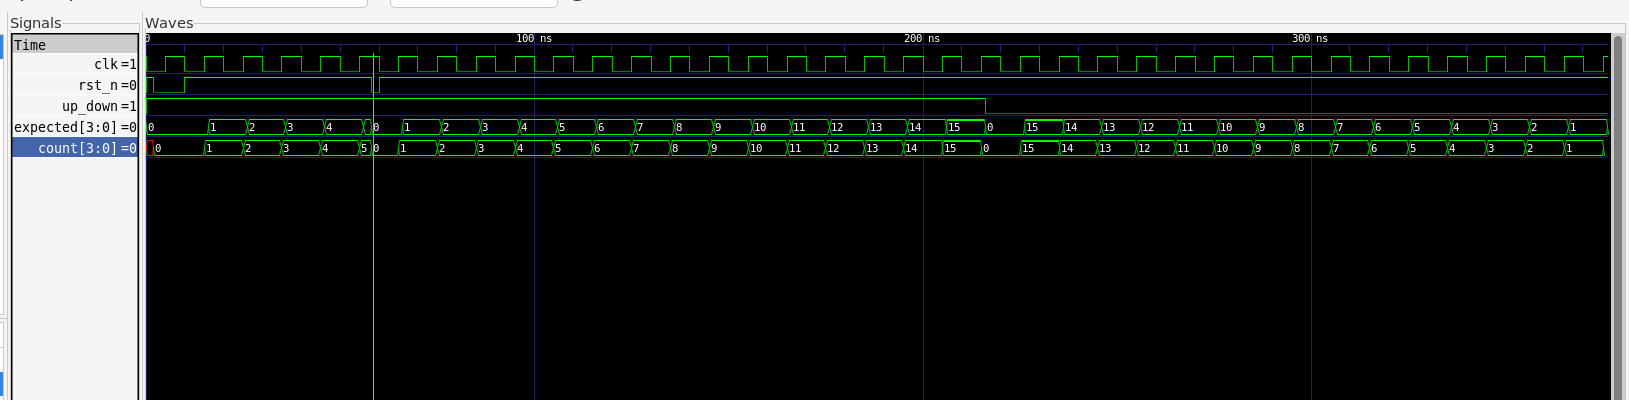 Signals Waves
Time 0 100 ns 200 ns 300 ns
clk=1
rst_n=0
up_down=1
expected[3:0]=0 0 1 2 3 4 0 1 2 3 4 5 6 7 8 9 10 11 12 13 14 15 0 15 14 13 12 11 10 9 8 7 6 5 4 3 2 1
count[3:0]=0 0 1 2 3 4 5 0 1 2 3 4 5 6 7 8 9 10 11 12 13 14 15 0 15 14 13 12 11 10 9 8 7 6 5 4 3 2 1